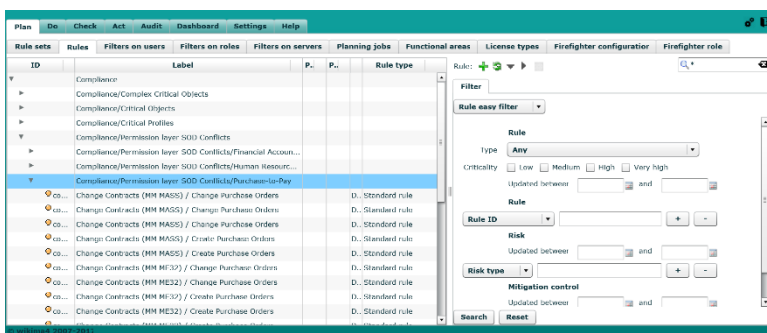 Plan Do Check Act Audit Dashboard Settings Help
Rule sets Rules Filters on users Filters on roles Filters on servers Planning jobs Functional areas License types Firefighter configuratior Firefighter role
ID Label P.. P.. Rule type
Rule:
*
Compliance
Compliance/Complex Critical Objects
Compliance/Critical Objects
Compliance/Critical Profiles
Compliance/Permission layer SOD Conflicts
Compliance/Permission layer SOD Conflicts/Financial Accoun...
Compliance/Permission layer SOD Conflicts/Human Resourc...
Compliance/Permission layer SOD Conflicts/Purchase-to-Pay
co... Change Contracts (MM MASS) / Change Purchase Orders D.. Standard rule
co... Change Contracts (MM MASS) / Change Purchase Orders D.. Standard rule
co... Change Contracts (MM MASS) / Change Purchase Orders D.. Standard rule
co... Change Contracts (MM MASS) / Create Purchase Orders D.. Standard rule
co... Change Contracts (MM MASS) / Create Purchase Orders D.. Standard rule
co... Change Contracts (MM ME32) / Change Purchase Orders D.. Standard rule
co... Change Contracts (MM ME32) / Change Purchase Orders D.. Standard rule
co... Change Contracts (MM ME32) / Create Purchase Orders D.. Standard rule
co... Change Contracts (MM ME32) / Create Purchase Orders D.. Standard rule
Filter
Rule easy filter
Rule
Type Any
Criticality Low Medium High Very high
Updated between and
Rule
Rule ID + -
Risk
Updated between and
Risk type + -
Mitigation control
Updated between and
Search Reset
2007-2011